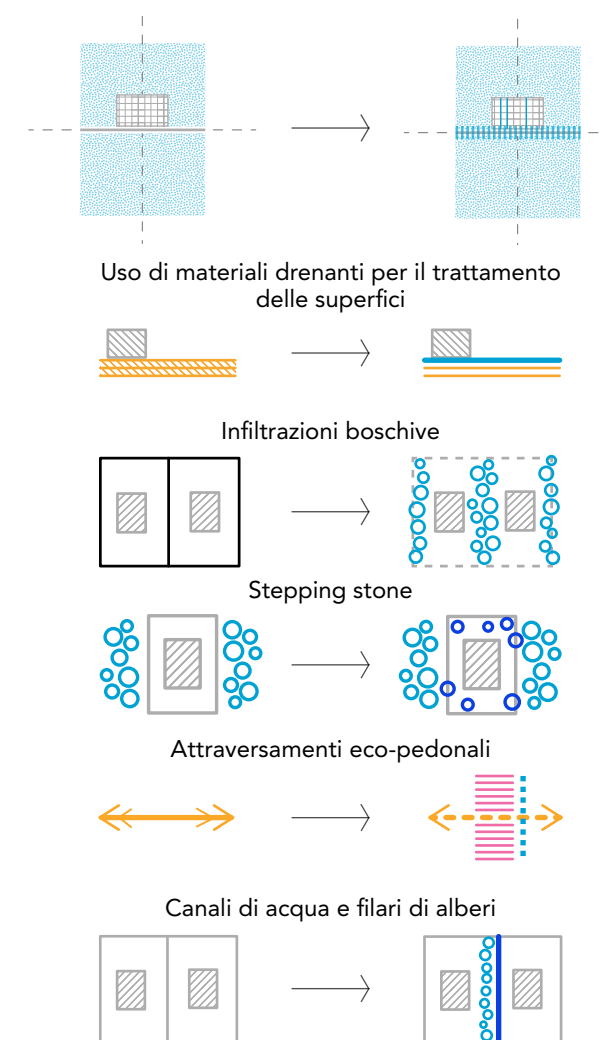 Uso di materiali drenanti per il trattamento
delle superfici
Infiltrazioni boschive
Stepping stone
Attraversamenti eco-pedonali
Canali di acqua e filari di alberi